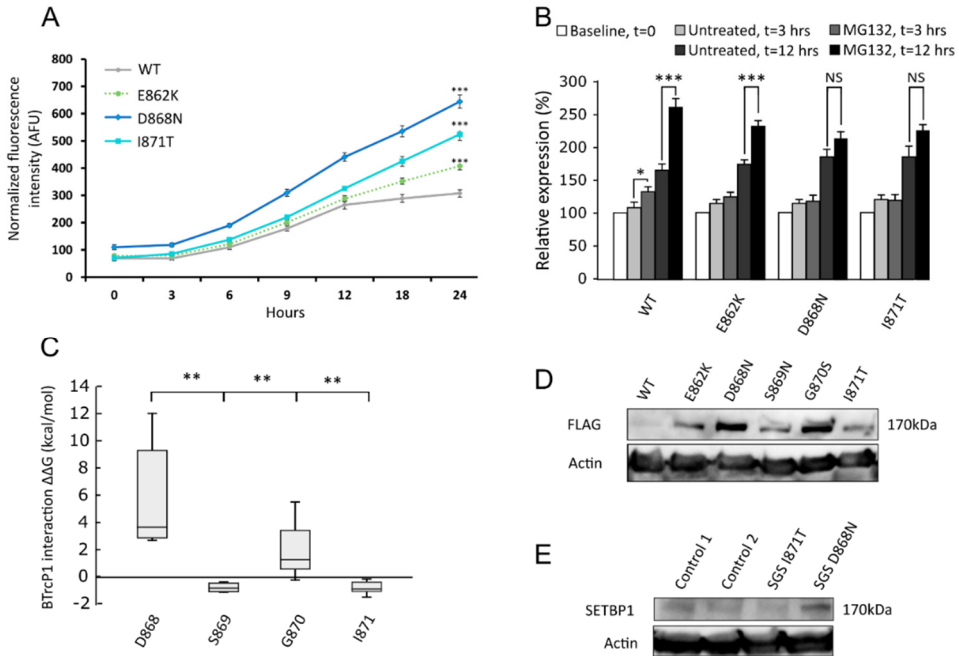 A
Normalized fluorescence
intensity (AFU)
800
700
600
500
400
300
200
100
0
WT
E862K
D868N
I871T
***
***
***
0 3 6 9 12 18 24
Hours
B
Baseline, t=0 Untreated, t=3 hrs MG132, t=3 hrs
Untreated, t=12 hrs MG132, t=12 hrs
Relative expression (%)
300
250
200
150
100
50
0
* *** *** NS NS
WT E862K D868N I871T
C
BTrcP1 interaction ΔΔG (kcal/mol)
14
12
10
8
6
4
2
0
-2
** ** **
D868 S869 G870 I871
D
WT E862K D868N S869N G870S I871T
FLAG 170kDa
Actin
E
Control 1 Control 2 SGS I871T SGS D868N
SETBP1 170kDa
Actin